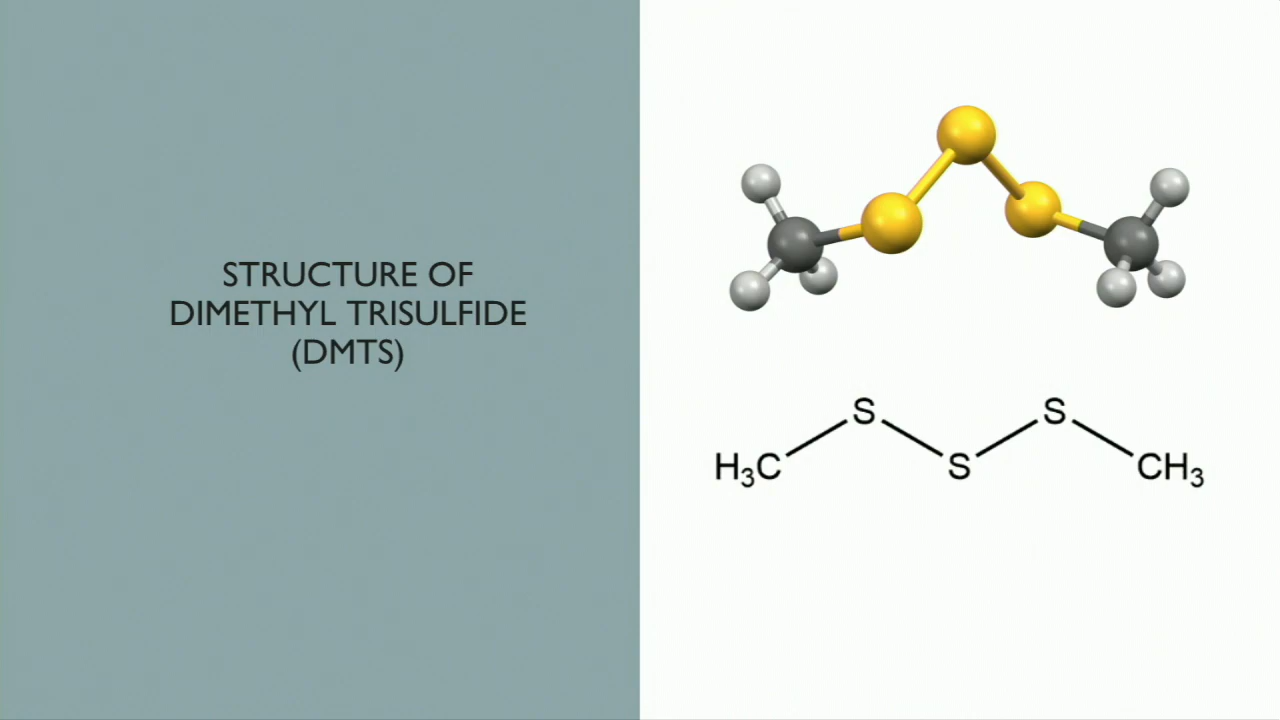 STRUCTURE OF
DIMETHYL TRISULFIDE
(DMTS)
S S
H₃C S CH₃